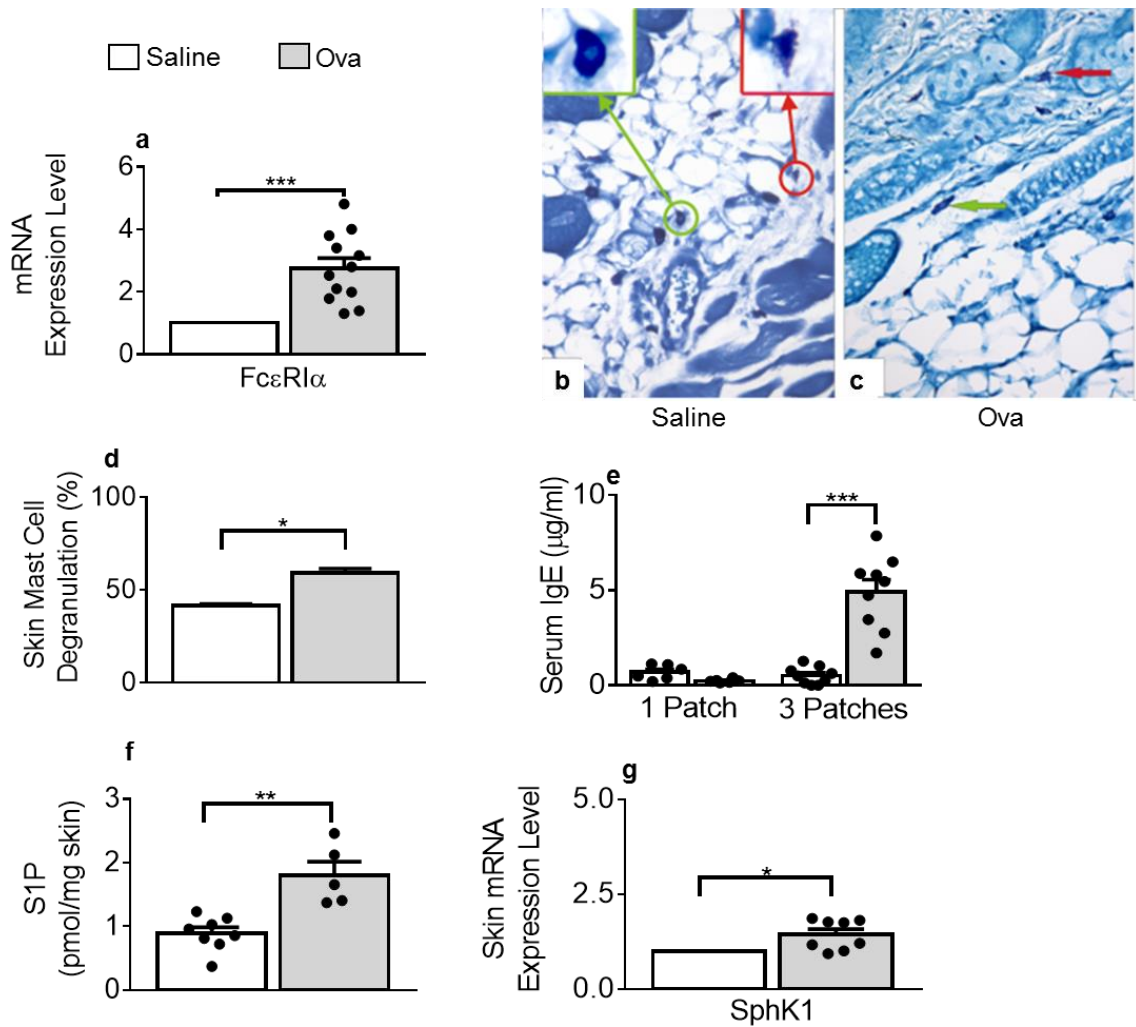 Saline
Ova
a
mRNA
Expression Level
6
4
2
0
***
FcεRIα
b
c
Saline
Ova
d
Skin Mast Cell
Degranulation (%)
100
50
0
*
e
Serum IgE (μg/ml)
10
5
0
***
1 Patch
3 Patches
f
S1P
(pmol/mg skin)
3
2
1
0
**
g
Skin mRNA
Expression Level
5.0
2.5
0.0
*
SphK1